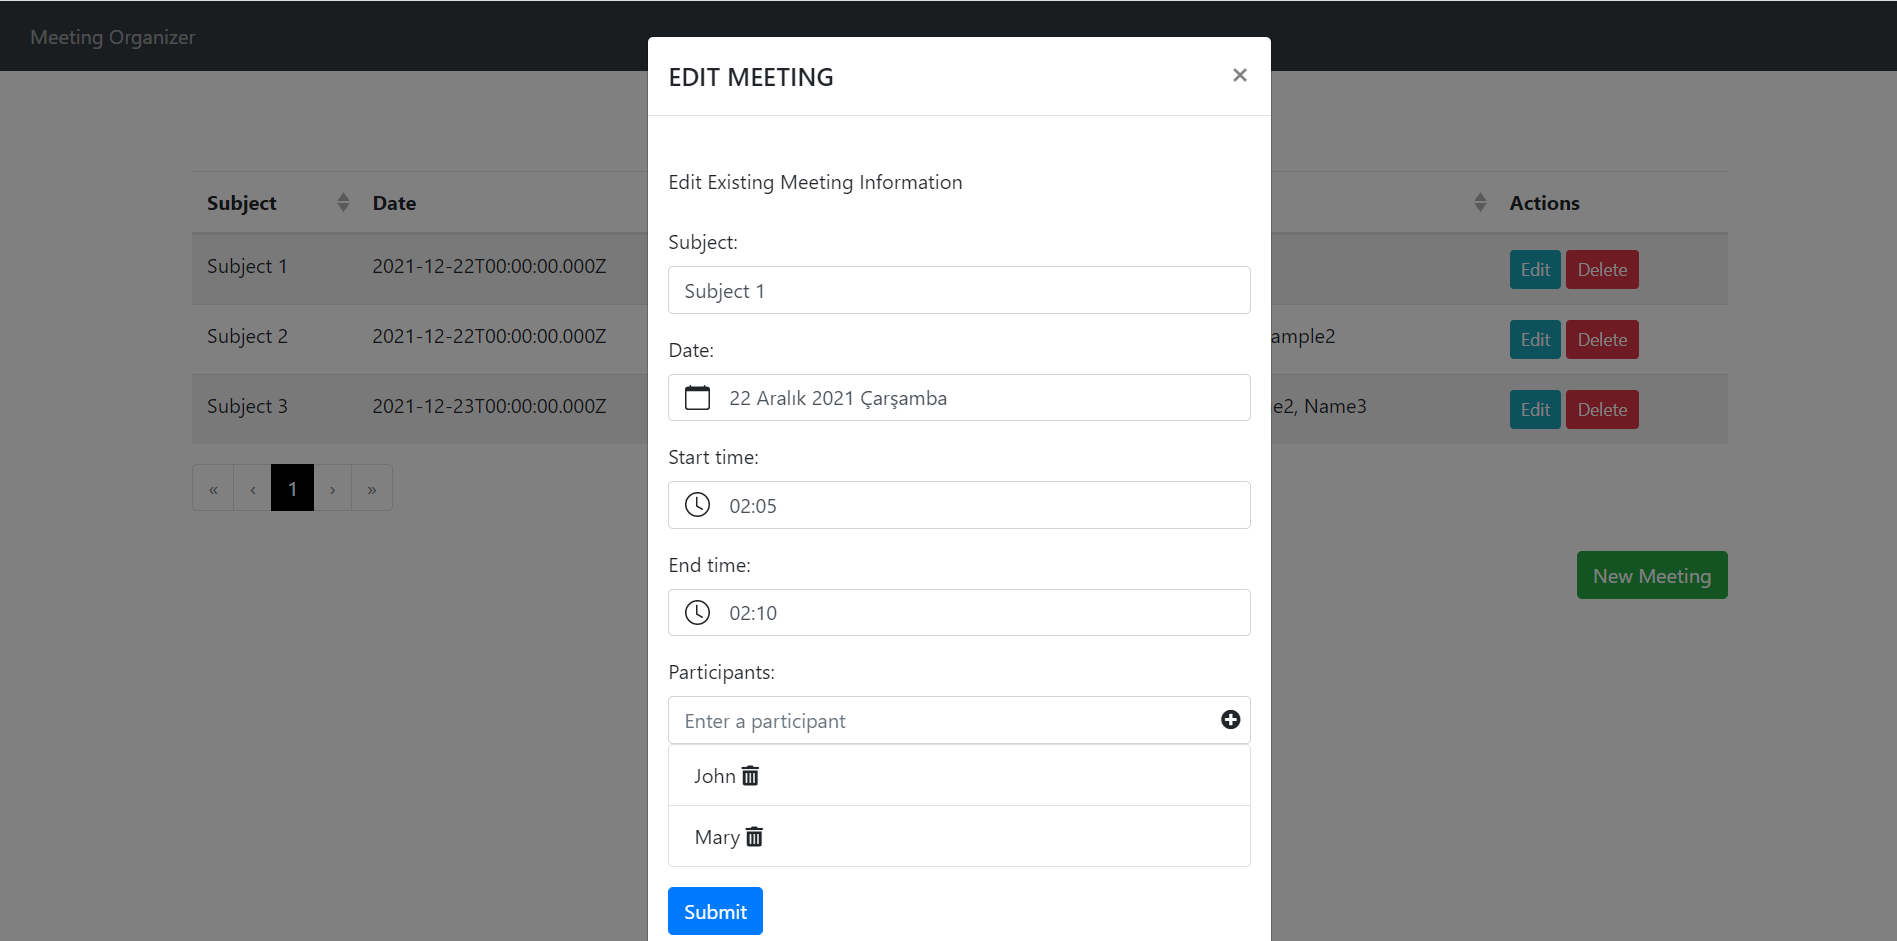 Meeting Organizer
EDIT MEETING
×
Edit Existing Meeting Information
Subject Date Actions
Subject:
Subject 1 2021-12-22T00:00:00.000Z Edit Delete
Subject 1
Subject 2 2021-12-22T00:00:00.000Z ample2 Edit Delete
Date:
22 Aralık 2021 Çarşamba
Subject 3 2021-12-23T00:00:00.000Z e2, Name3 Edit Delete
Start time:
« ‹ 1 › »
02:05
End time:
New Meeting
02:10
Participants:
Enter a participant
John
Mary
Submit